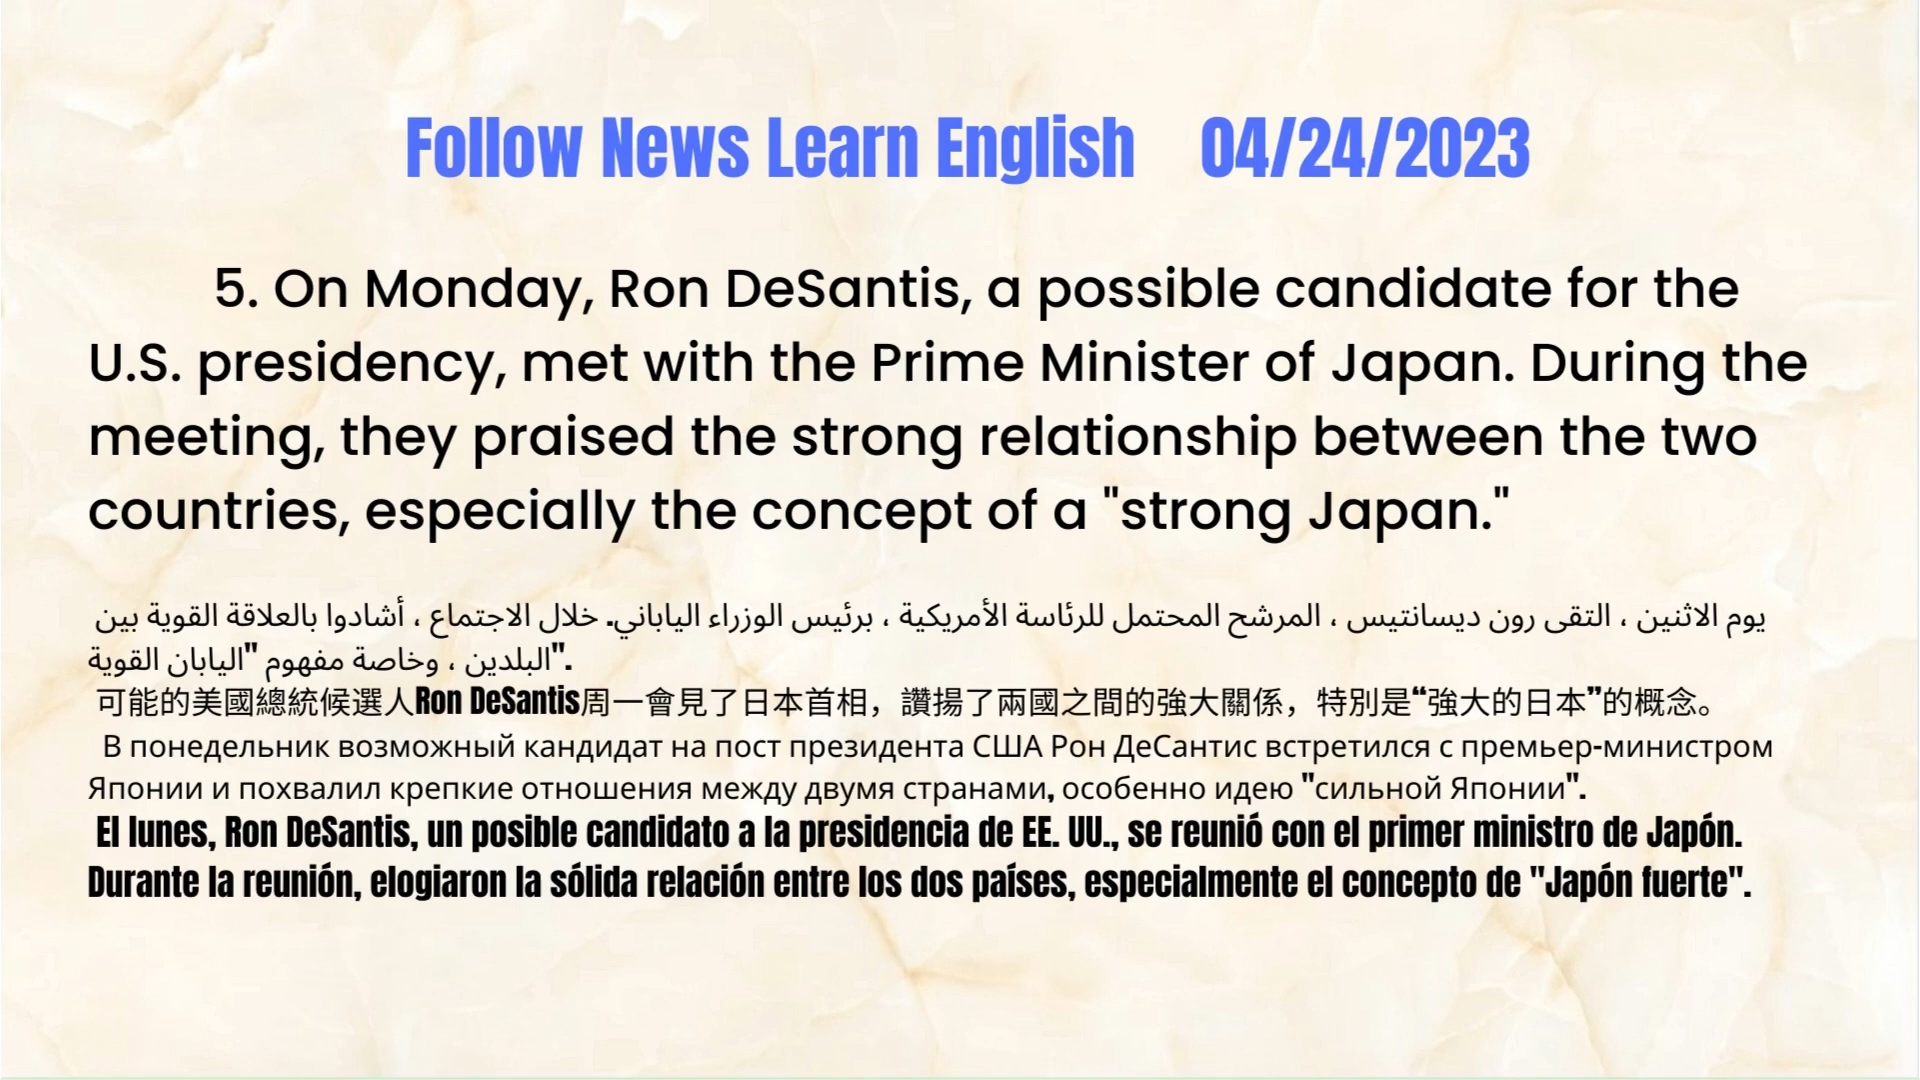 Follow News Learn English 04/24/2023
5. On Monday, Ron DeSantis, a possible candidate for the
U.S. presidency, met with the Prime Minister of Japan. During the
meeting, they praised the strong relationship between the two
countries, especially the concept of a "strong Japan."
يوم الاثنين ، التقى رون ديسانتيس ، المرشح المحتمل للرئاسة الأمريكية ، برئيس الوزراء الياباني. خلال الاجتماع ، أشادوا بالعلاقة القوية بين
البلدين ، وخاصة مفهوم "اليابان القوية".
可能的美國總統候選人Ron DeSantis周一會見了日本首相，讚揚了兩國之間的強大關係，特別是“強大的日本”的概念。
В понедельник возможный кандидат на пост президента США Рон ДеСантис встретился с премьер-министром
Японии и похвалил крепкие отношения между двумя странами, особенно идею "сильной Японии".
El lunes, Ron DeSantis, un posible candidato a la presidencia de EE. UU., se reunió con el primer ministro de Japón.
Durante la reunión, elogiaron la sólida relación entre los dos países, especialmente el concepto de "Japón fuerte".